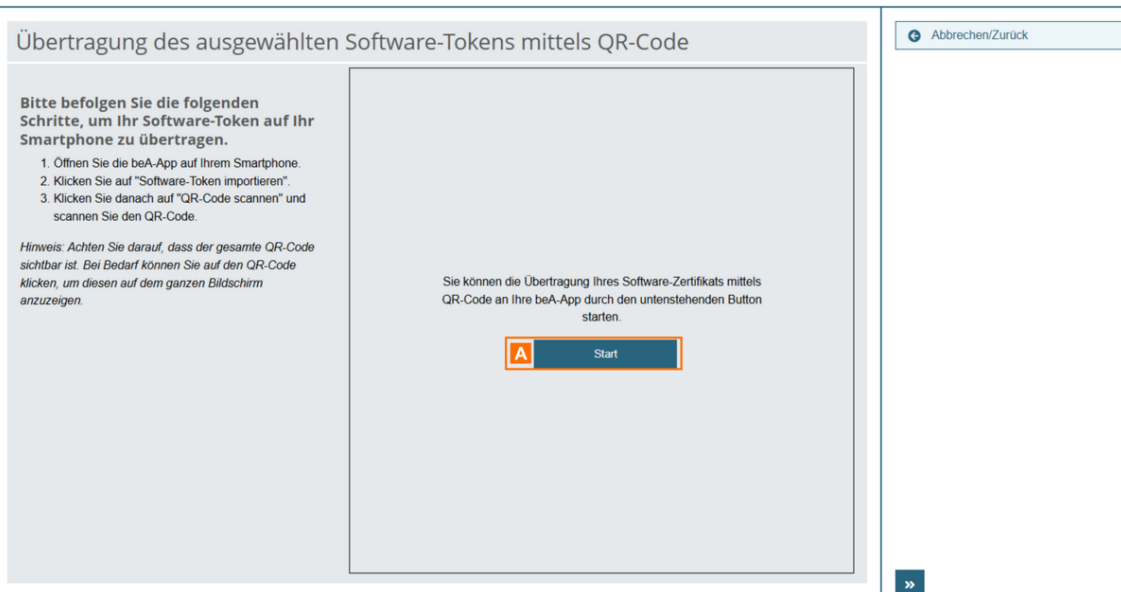 Übertragung des ausgewählten Software-Tokens mittels QR-Code
Abbrechen/Zurück
Bitte befolgen Sie die folgenden
Schritte, um Ihr Software-Token auf Ihr
Smartphone zu übertragen.
1. Öffnen Sie die beA-App auf Ihrem Smartphone.
2. Klicken Sie auf "Software-Token importieren".
3. Klicken Sie danach auf "QR-Code scannen" und
scannen Sie den QR-Code.
Hinweis: Achten Sie darauf, dass der gesamte QR-Code
sichtbar ist. Bei Bedarf können Sie auf den QR-Code
klicken, um diesen auf dem ganzen Bildschirm
anzuzeigen.
Sie können die Übertragung Ihres Software-Zertifikats mittels
QR-Code an Ihre beA-App durch den untenstehenden Button
starten.
A Start
»